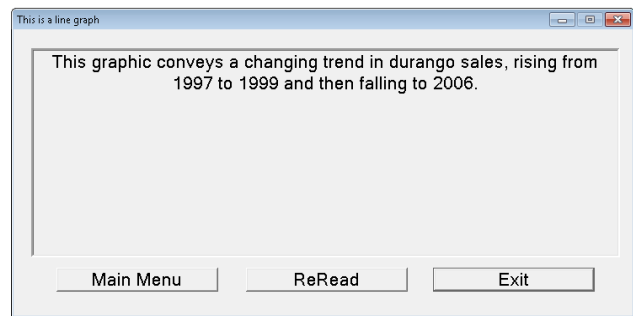 This is a line graph
This graphic conveys a changing trend in durango sales, rising from
1997 to 1999 and then falling to 2006.
Main Menu
ReRead
Exit